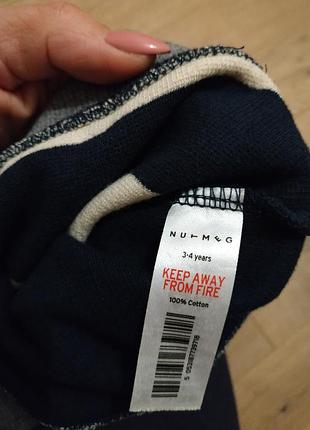 NUTMEG
3-4 years
KEEP AWAY
FROM FIRE
100% Cotton